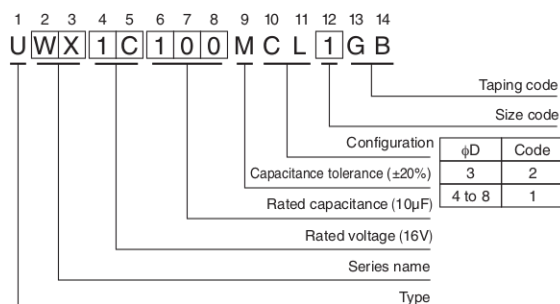 1 2 3 4 5 6 7 8 9 10 11 12 13 14
U W X 1 C 1 0 0 M C L 1 G B
Taping code
Size code
Configuration
φD Code
Capacitance tolerance (±20%)
3 2
Rated capacitance (10μF)
4 to 8 1
Rated voltage (16V)
Series name
Type